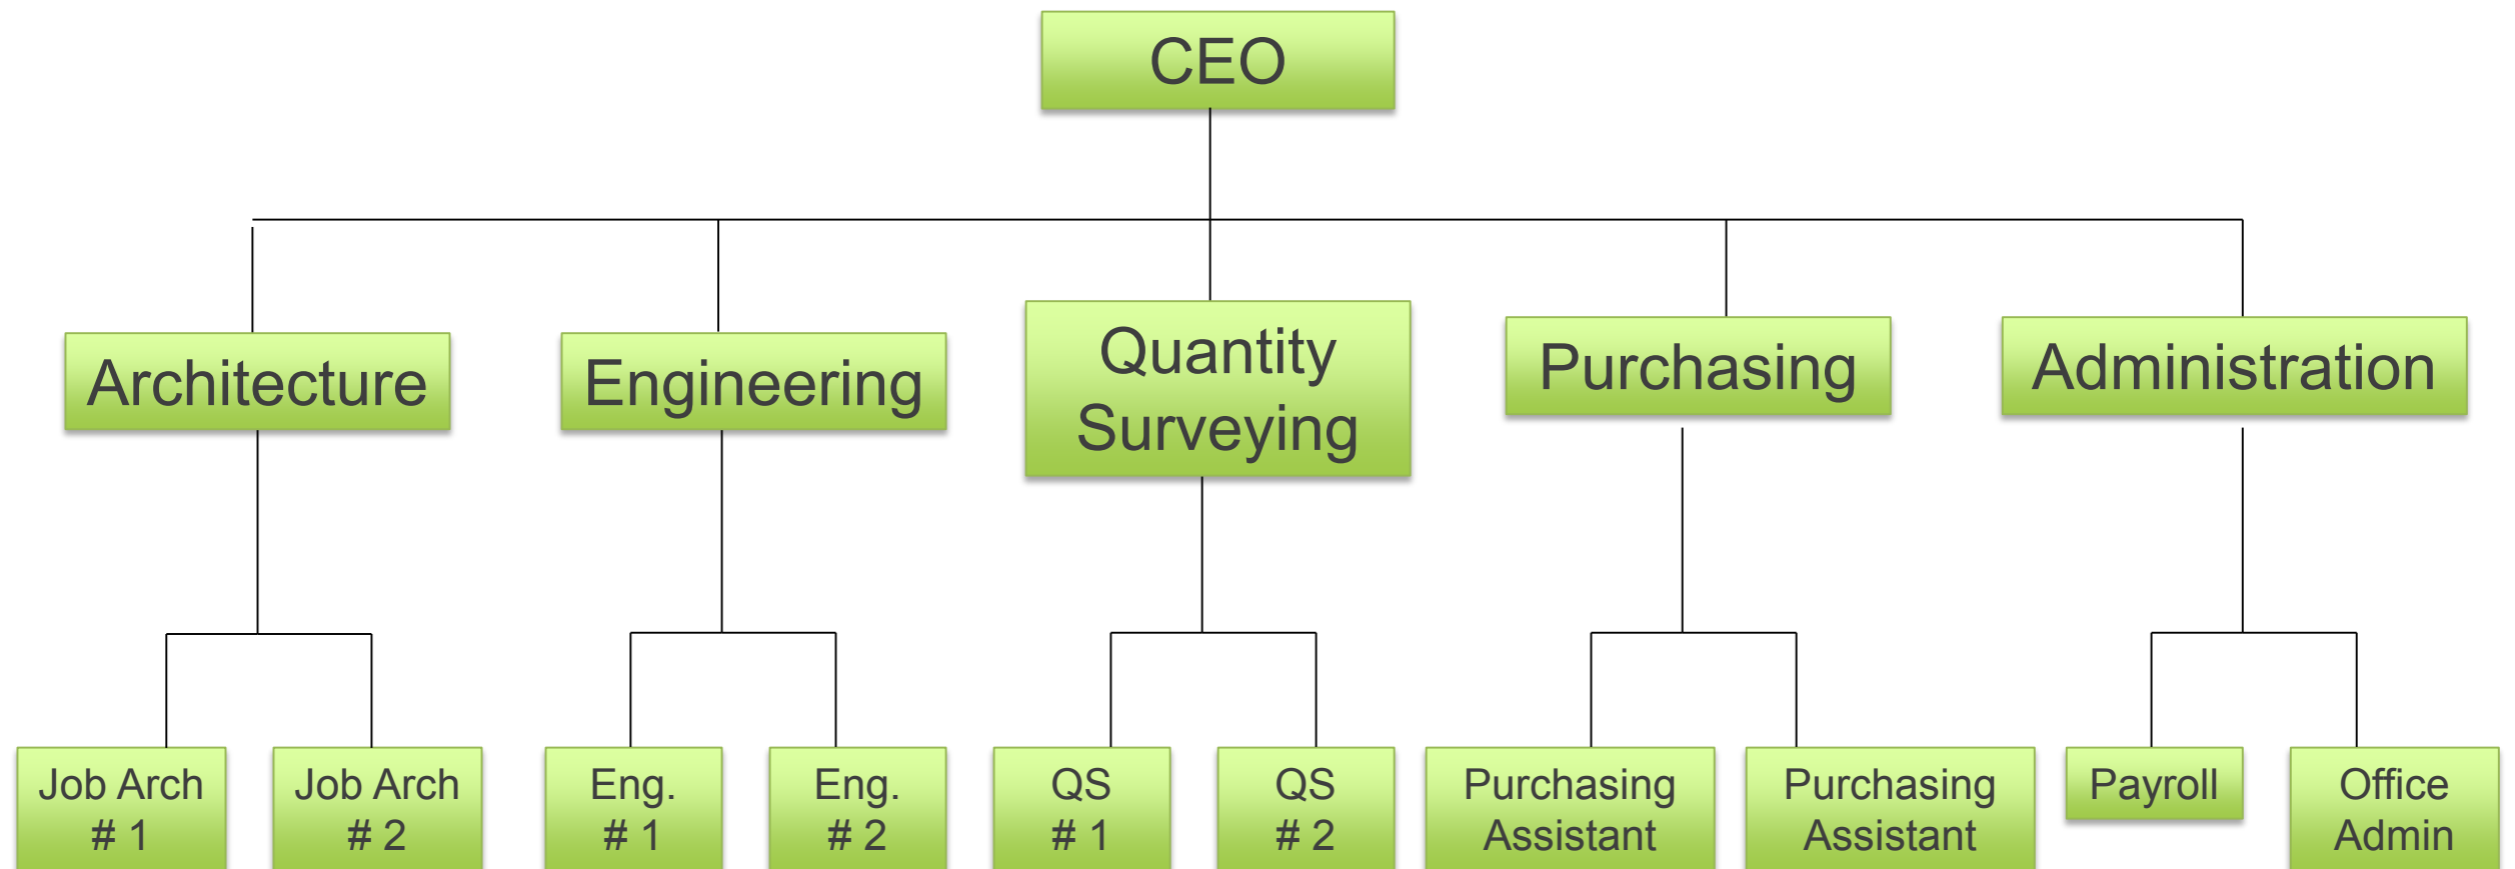 CEO
Architecture
Engineering
Quantity
Surveying
Purchasing
Administration
Job Arch
# 1
Job Arch
# 2
Eng.
# 1
Eng.
# 2
QS
# 1
QS
# 2
Purchasing
Assistant
Purchasing
Assistant
Payroll
Office
Admin